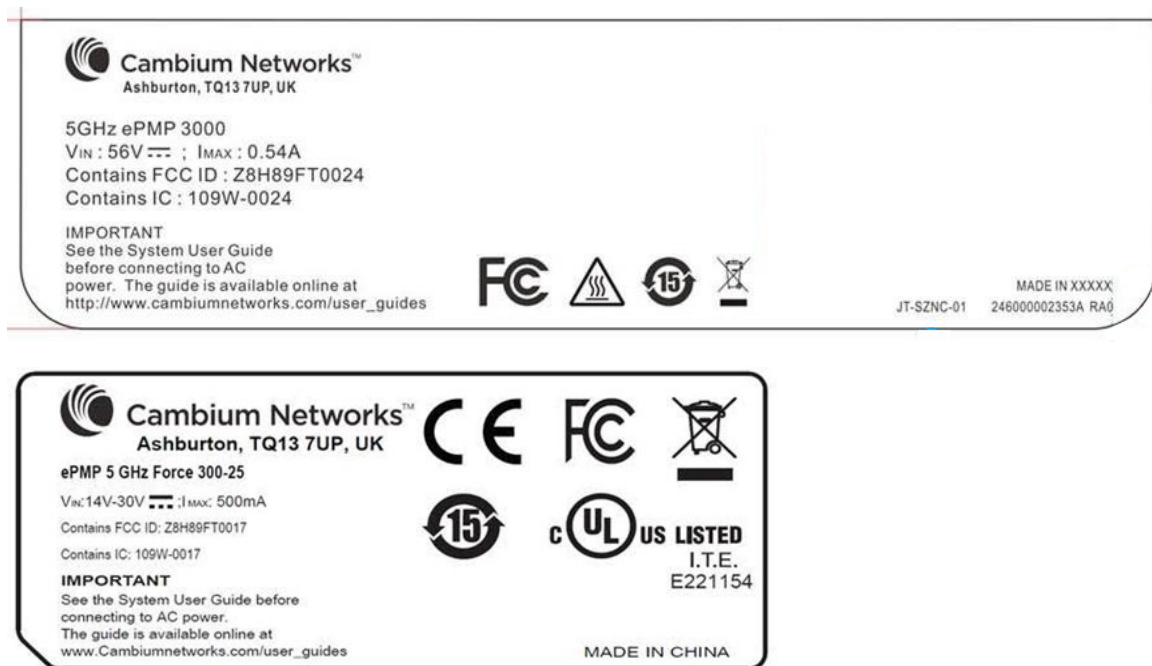 Cambium Networks™
Ashburton, TQ13 7UP, UK
5GHz ePMP 3000
VIN : 56V ; IMAX : 0.54A
Contains FCC ID : Z8H89FT0024
Contains IC : 109W-0024
IMPORTANT
See the System User Guide
before connecting to AC
power. The guide is available online at
http://www.cambiumnetworks.com/user_guides
FC
15
MADE IN XXXXX
JT-SZNC-01 246000002353A RA0
Cambium Networks™
Ashburton, TQ13 7UP, UK
ePMP 5 GHz Force 300-25
VIN:14V-30V ;IMAX: 500mA
Contains FCC ID: Z8H89FT0017
Contains IC: 109W-0017
IMPORTANT
See the System User Guide before
connecting to AC power.
The guide is available online at
www.Cambiumnetworks.com/user_guides
CE FC
15
C UL US LISTED
I.T.E.
E221154
MADE IN CHINA